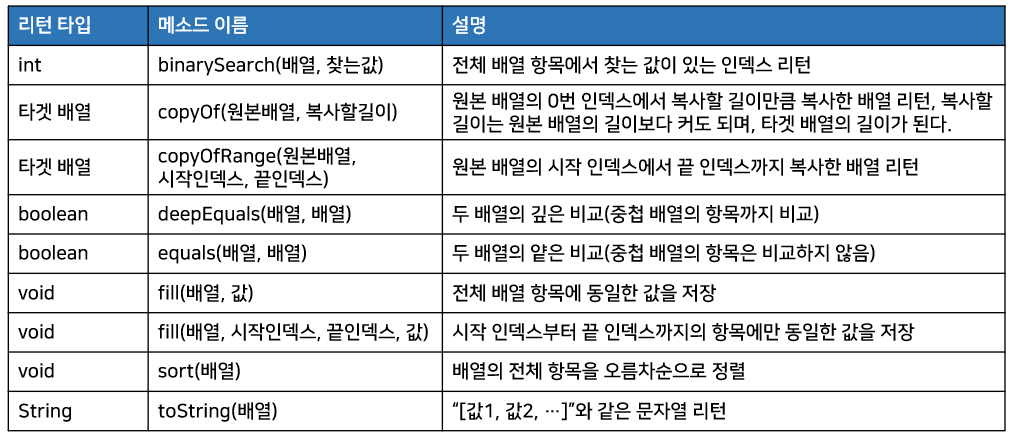 리턴 타입 메소드 이름 설명
int binarySearch(배열, 찾는값) 전체 배열 항목에서 찾는 값이 있는 인덱스 리턴
타겟 배열 copyOf(원본배열, 복사할길이) 원본 배열의 0번 인덱스에서 복사할 길이만큼 복사한 배열 리턴, 복사할
길이는 원본 배열의 길이보다 커도 되며, 타겟 배열의 길이가 된다.
타겟 배열 copyOfRange(원본배열,
시작인덱스, 끝인덱스) 원본 배열의 시작 인덱스에서 끝 인덱스까지 복사한 배열 리턴
boolean deepEquals(배열, 배열) 두 배열의 깊은 비교(중첩 배열의 항목까지 비교)
boolean equals(배열, 배열) 두 배열의 얕은 비교(중첩 배열의 항목은 비교하지 않음)
void fill(배열, 값) 전체 배열 항목에 동일한 값을 저장
void fill(배열, 시작인덱스, 끝인덱스, 값) 시작 인덱스부터 끝 인덱스까지의 항목에만 동일한 값을 저장
void sort(배열) 배열의 전체 항목을 오름차순으로 정렬
String toString(배열) “[값1, 값2, …]”와 같은 문자열 리턴